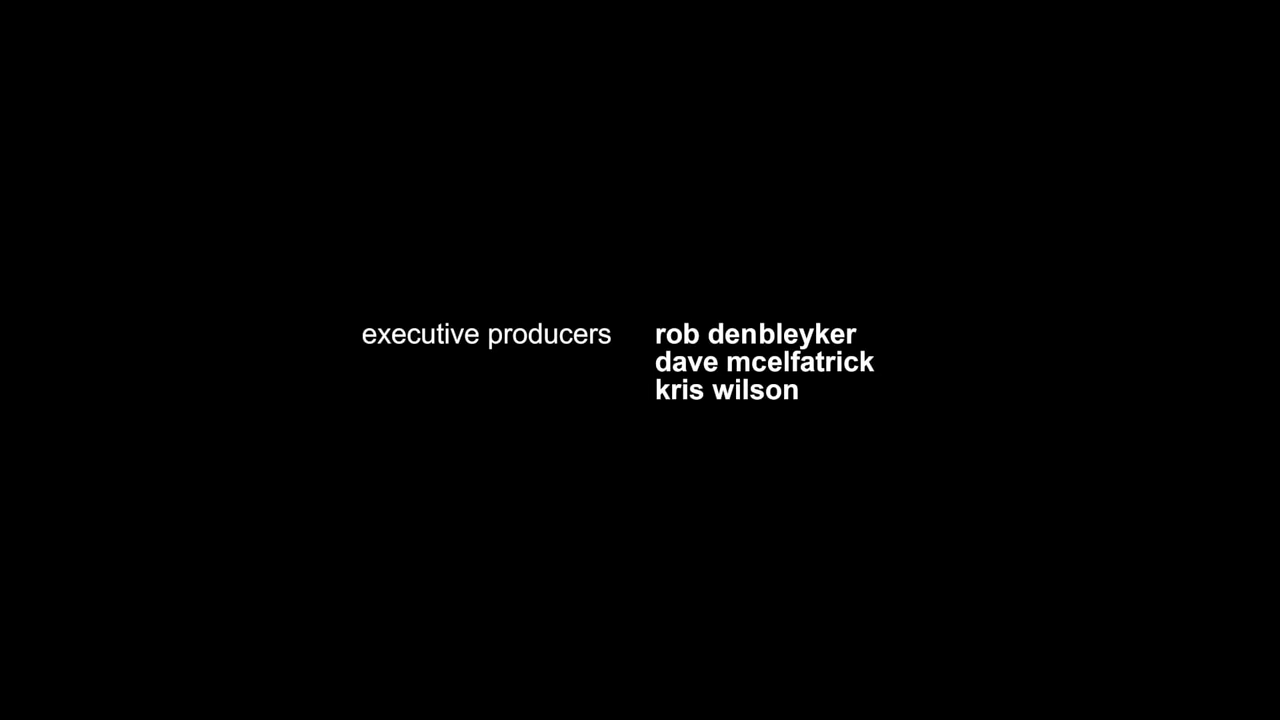 executive producers rob denbleyker
dave mcelfatrick
kris wilson